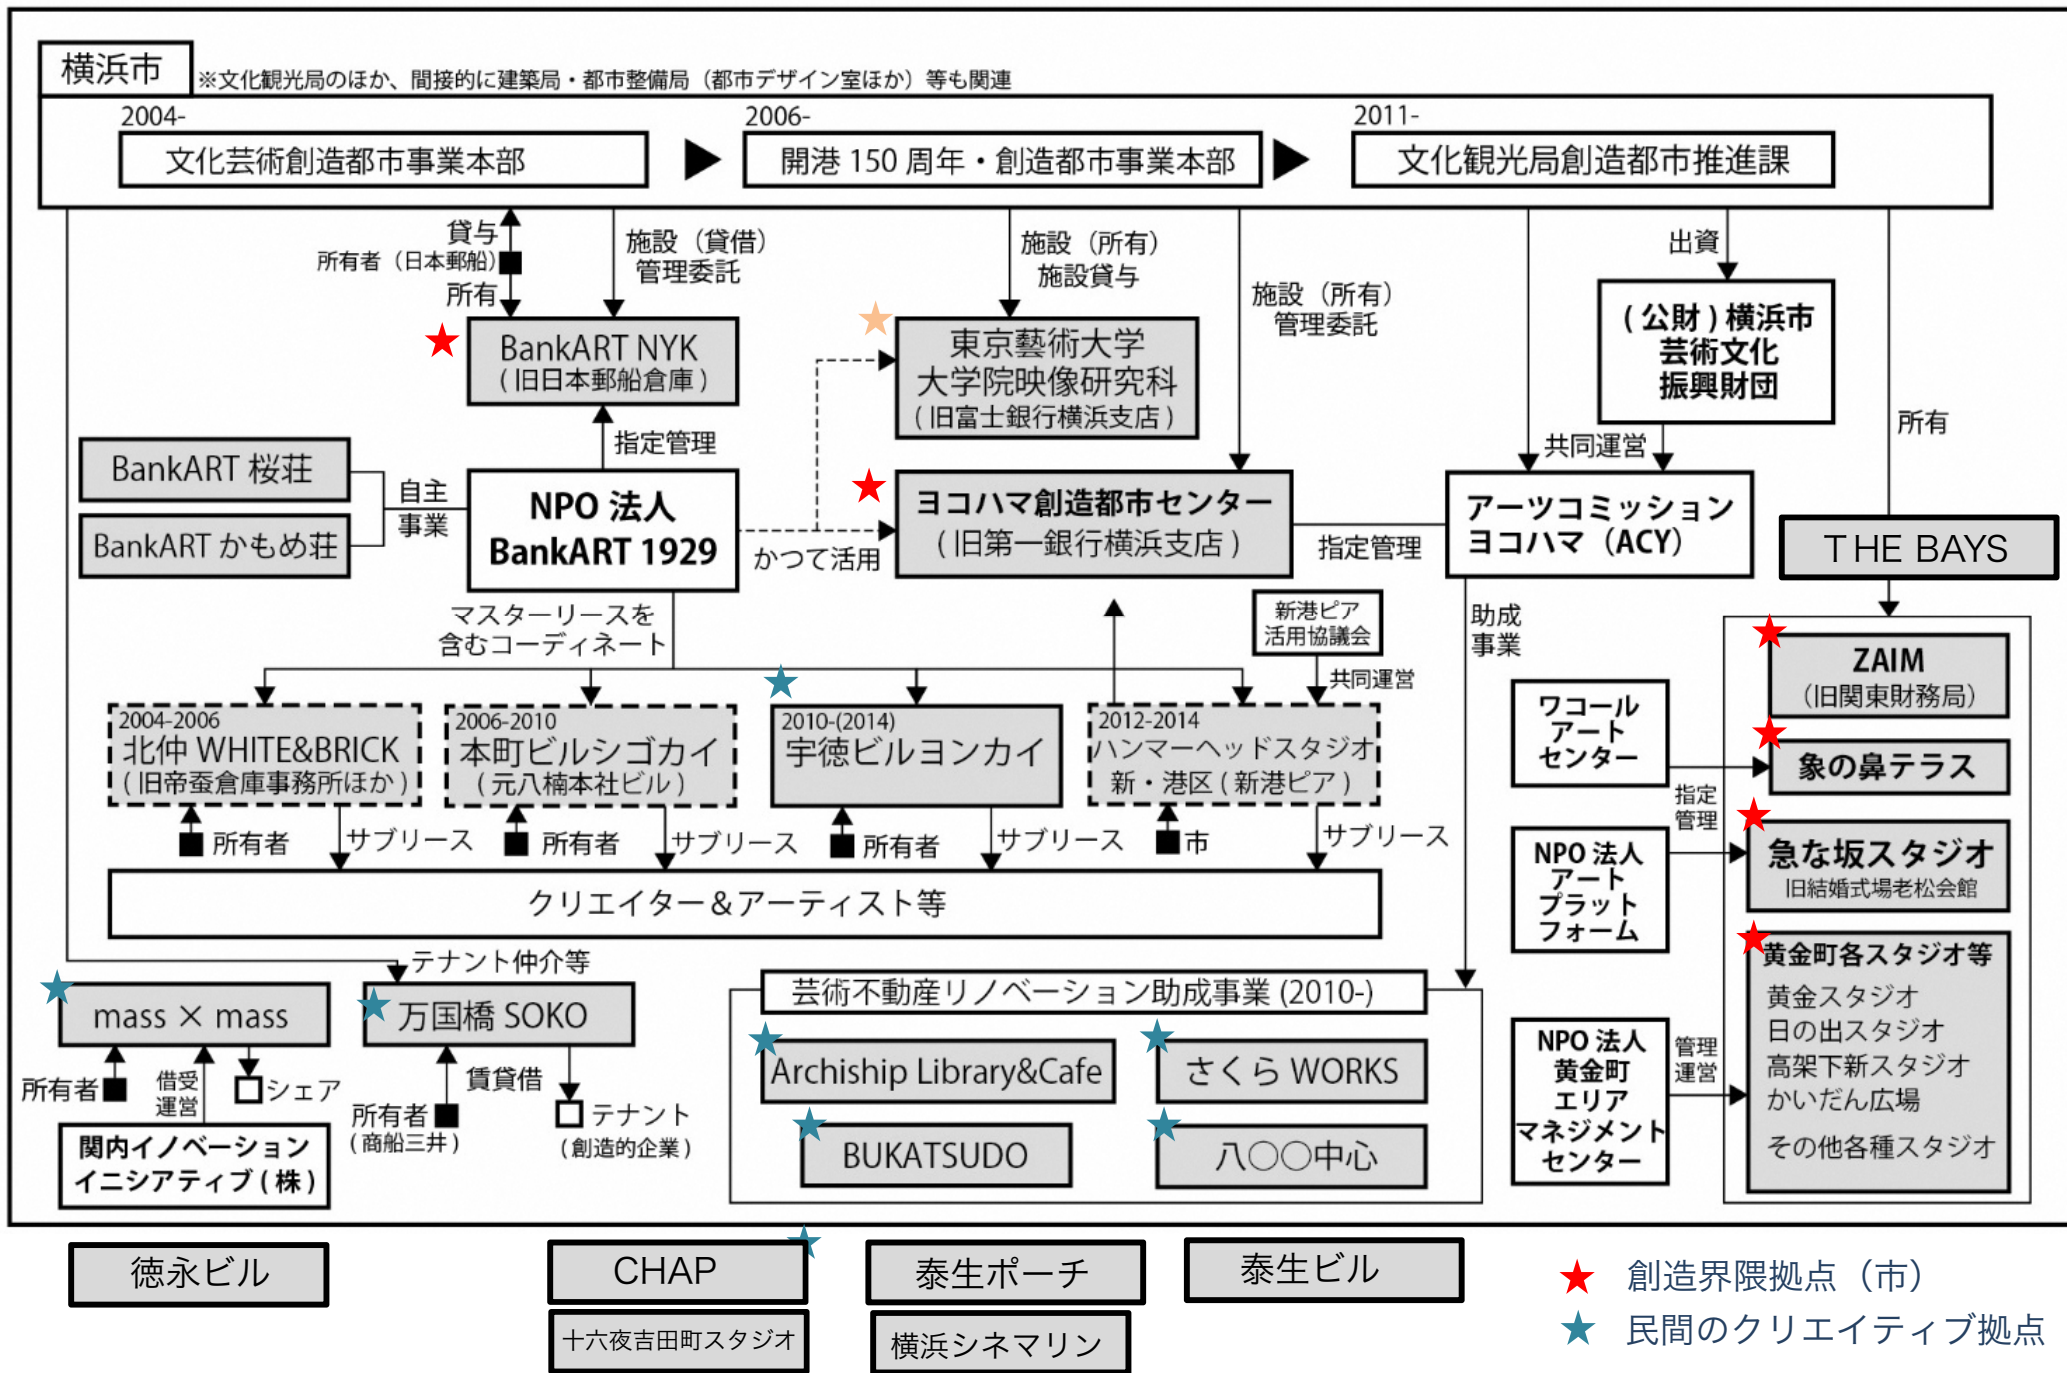 横浜市
※文化観光局のほか、間接的に建築局・都市整備局（都市デザイン室ほか）等も関連
2004-
文化芸術創造都市事業本部
2006-
開港 150 周年・創造都市事業本部
2011-
文化観光局創造都市推進課
貸与
所有者（日本郵船）
所有
施設（貸借）
管理委託
施設（所有）
施設貸与
施設（所有）
管理委託
出資
(公財) 横浜市
芸術文化
振興財団
所有
BankART NYK
(旧日本郵船倉庫)
東京藝術大学
大学院映像研究科
(旧富士銀行横浜支店)
指定管理
共同運営
BankART 桜荘
BankART かもめ荘
自主
事業
NPO 法人
BankART 1929
かつて活用
ヨコハマ創造都市センター
(旧第一銀行横浜支店)
指定管理
アーツコミッション
ヨコハマ（ACY）
THE BAYS
マスターリースを
含むコーディネート
新港ピア
活用協議会
共同運営
助成
事業
2004-2006
北仲 WHITE&BRICK
(旧帝蚕倉庫事務所ほか)
2006-2010
本町ビルシゴカイ
(元八楠本社ビル)
2010-(2014)
宇徳ビルヨンカイ
2012-2014
ハンマーヘッドスタジオ
新・港区 (新港ピア)
所有者
サブリース
所有者
サブリース
所有者
サブリース
市
サブリース
クリエイター＆アーティスト等
ワコール
アート
センター
指定
管理
NPO 法人
アート
プラット
フォーム
NPO 法人
黄金町
エリア
マネジメント
センター
管理
運営
ZAIM
（旧関東財務局）
象の鼻テラス
急な坂スタジオ
旧結婚式場老松会館
黄金町各スタジオ等
黄金スタジオ
日の出スタジオ
高架下新スタジオ
かいだん広場
その他各種スタジオ
テナント仲介等
mass × mass
万国橋 SOKO
所有者
借受
運営
シェア
関内イノベーション
イニシアティブ (株)
賃貸借
所有者
(商船三井)
テナント
(創造的企業)
芸術不動産リノベーション助成事業 (2010-)
Archiship Library&Cafe
さくら WORKS
BUKATSUDO
八〇〇中心
徳永ビル
CHAP
泰生ポーチ
泰生ビル
十六夜吉田町スタジオ
横浜シネマリン
創造界隈拠点（市）
民間のクリエイティブ拠点